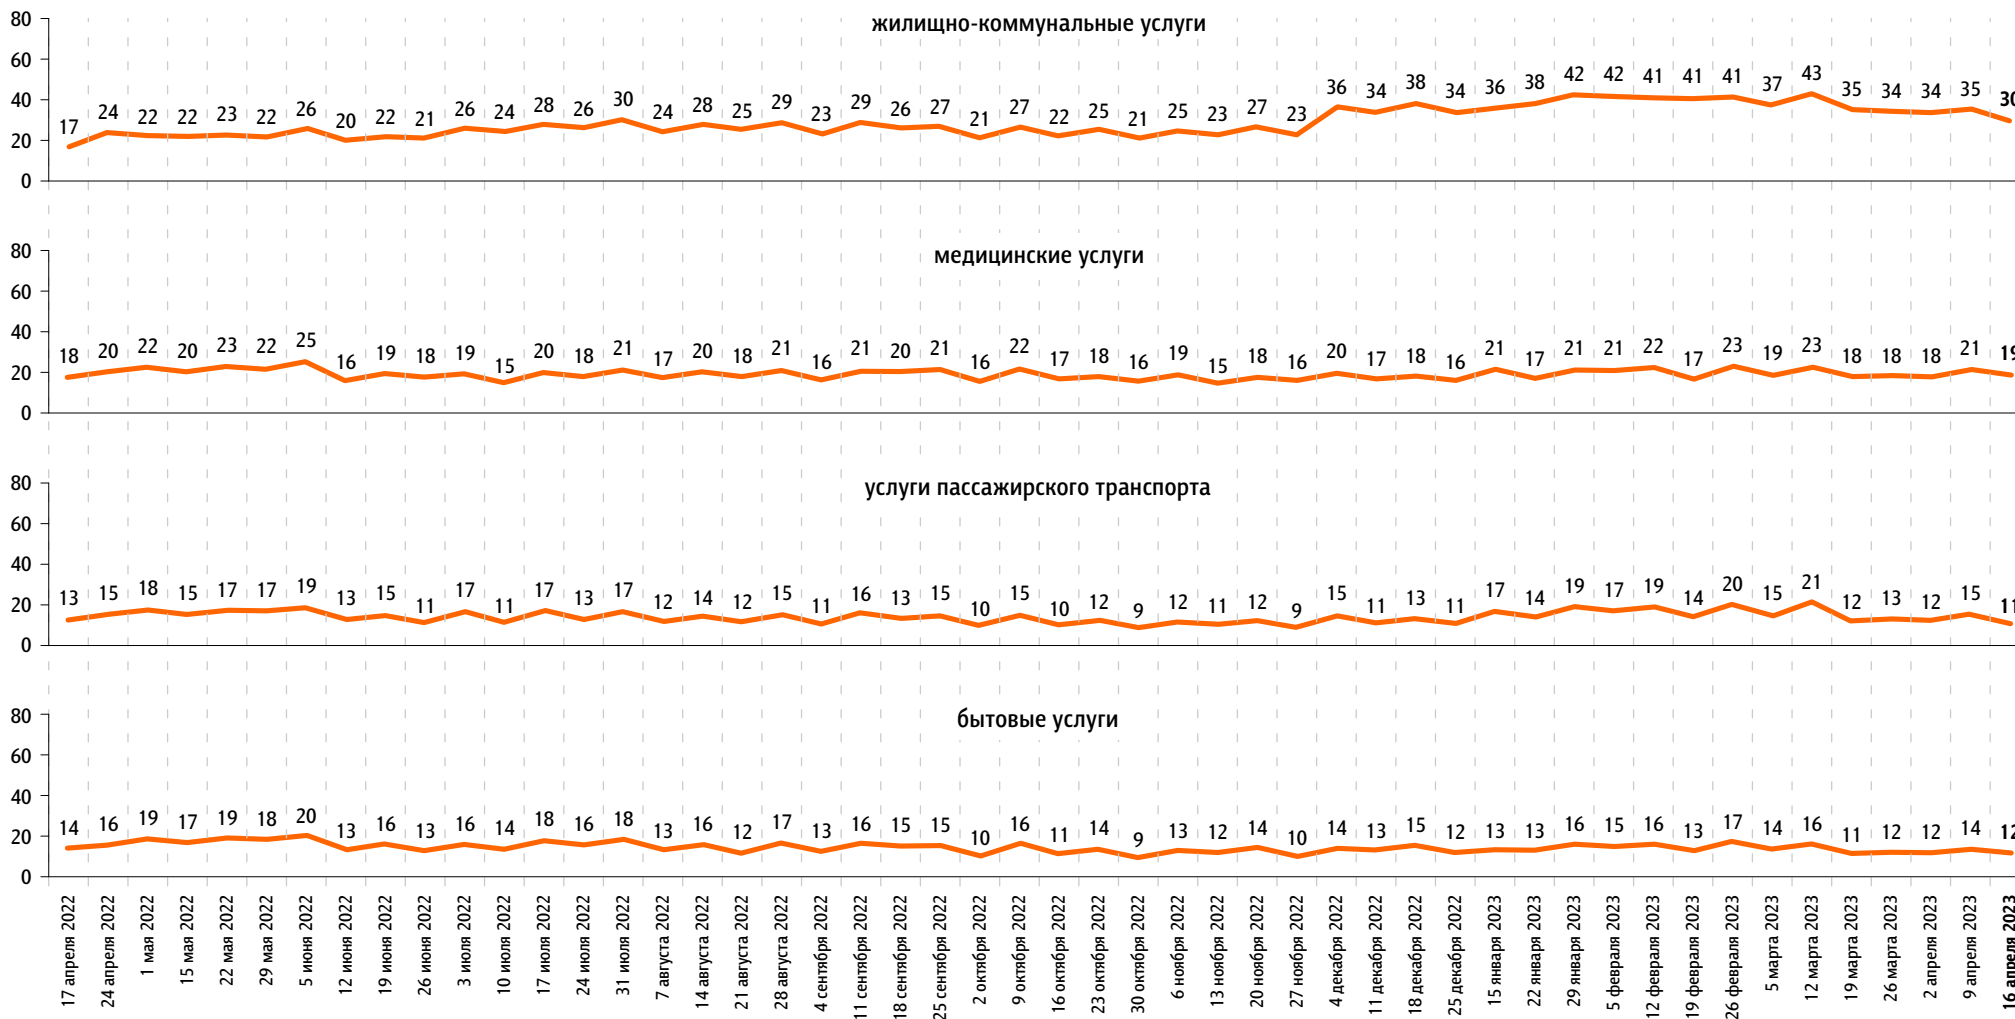 жилищно-коммунальные услуги
80
60
40
20
0
17 24 22 22 23 22 26 20 22 21 26 24 28 26 30 24 28 25 29 23 29 26 27 21 27 22 25 21 25 23 27 23 36 34 38 34 36 38 42 42 41 41 41 37 43 35 34 34 35 30
медицинские услуги
80
60
40
20
0
18 20 22 20 23 22 25 16 19 18 19 15 20 18 21 17 20 18 21 16 21 20 21 16 22 17 18 16 19 15 18 16 20 17 18 16 21 17 21 21 22 17 23 19 23 18 18 18 21 19
услуги пассажирского транспорта
80
60
40
20
0
13 15 18 15 17 17 19 13 15 11 17 11 17 13 17 12 14 12 15 11 16 13 15 10 15 10 12 9 12 11 12 9 15 11 13 11 17 14 19 17 19 14 20 15 21 12 13 12 15 11
бытовые услуги
80
60
40
20
0
14 16 19 17 19 18 20 13 16 13 16 14 18 16 18 13 16 12 17 13 16 15 15 10 16 11 14 9 13 12 14 10 14 13 15 12 13 13 16 15 16 13 17 14 16 11 12 12 14 12
17 апреля 2022
24 апреля 2022
1 мая 2022
15 мая 2022
22 мая 2022
29 мая 2022
5 июня 2022
12 июня 2022
19 июня 2022
26 июня 2022
3 июля 2022
10 июля 2022
17 июля 2022
24 июля 2022
31 июля 2022
7 августа 2022
14 августа 2022
21 августа 2022
28 августа 2022
4 сентября 2022
11 сентября 2022
18 сентября 2022
25 сентября 2022
2 октября 2022
9 октября 2022
16 октября 2022
23 октября 2022
30 октября 2022
6 ноября 2022
13 ноября 2022
20 ноября 2022
27 ноября 2022
4 декабря 2022
11 декабря 2022
18 декабря 2022
25 декабря 2022
15 января 2023
22 января 2023
29 января 2023
5 февраля 2023
12 февраля 2023
19 февраля 2023
26 февраля 2023
5 марта 2023
12 марта 2023
19 марта 2023
26 марта 2023
2 апреля 2023
9 апреля 2023
16 апреля 2023